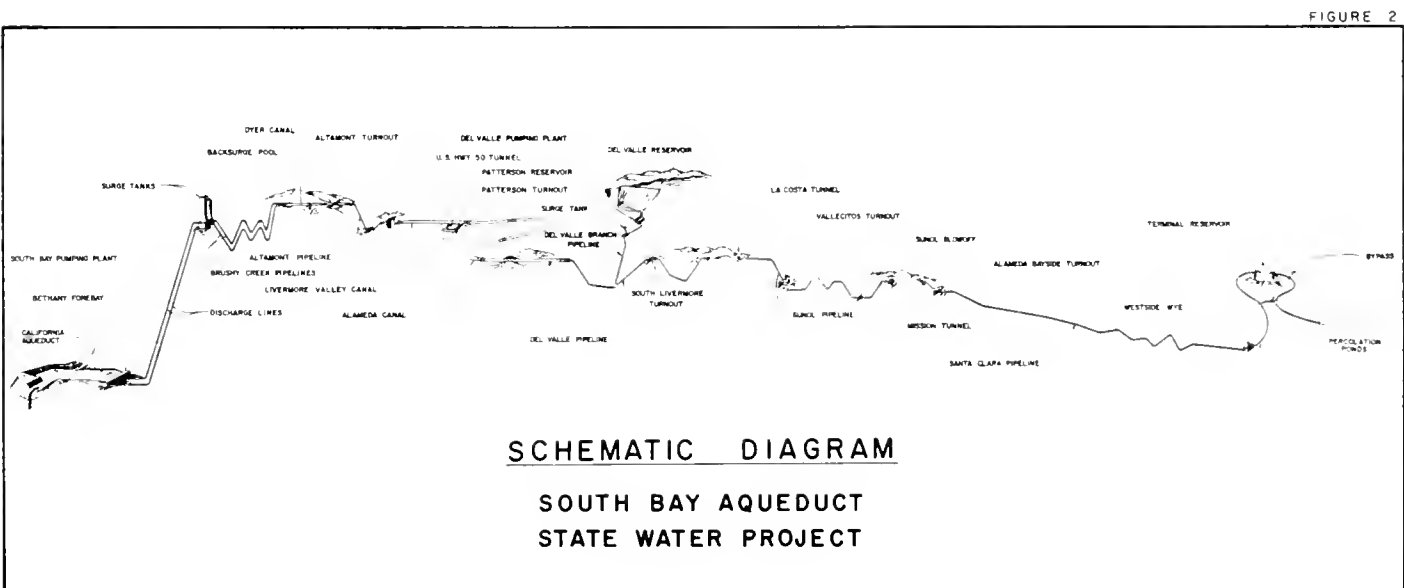 FIGURE 2
DYER CANAL
ALTAMONT TURNOUT
DEL VALLE PUMPING PLANT
BACKSURGE POOL
U.S. HWY 50 TUNNEL
DEL VALLE RESERVOIR
PATTERSON RESERVOIR
SURGE TANKS
PATTERSON TURNOUT
LA COSTA TUNNEL
SURGE TANK
VALLECITOS TURNOUT
TERMINAL RESERVOIR
DEL VALLE BRANCH
PIPELINE
SUNOL BLOWOFF
SOUTH BAY PUMPING PLANT
ALTAMONT PIPELINE
BYPASS
ALAMEDA BAYSIDE TURNOUT
BRUSHY CREEK PIPELINES
LIVERMORE VALLEY CANAL
SOUTH LIVERMORE
TURNOUT
BETHANY FOREBAY
WESTSIDE WYE
DISCHARGE LINES
ALAMEDA CANAL
SUNOL PIPELINE
MISSION TUNNEL
CALIFORNIA
AQUEDUCT
DEL VALLE PIPELINE
PERCOLATION
PONDS
SANTA CLARA PIPELINE
SCHEMATIC DIAGRAM
SOUTH BAY AQUEDUCT
STATE WATER PROJECT